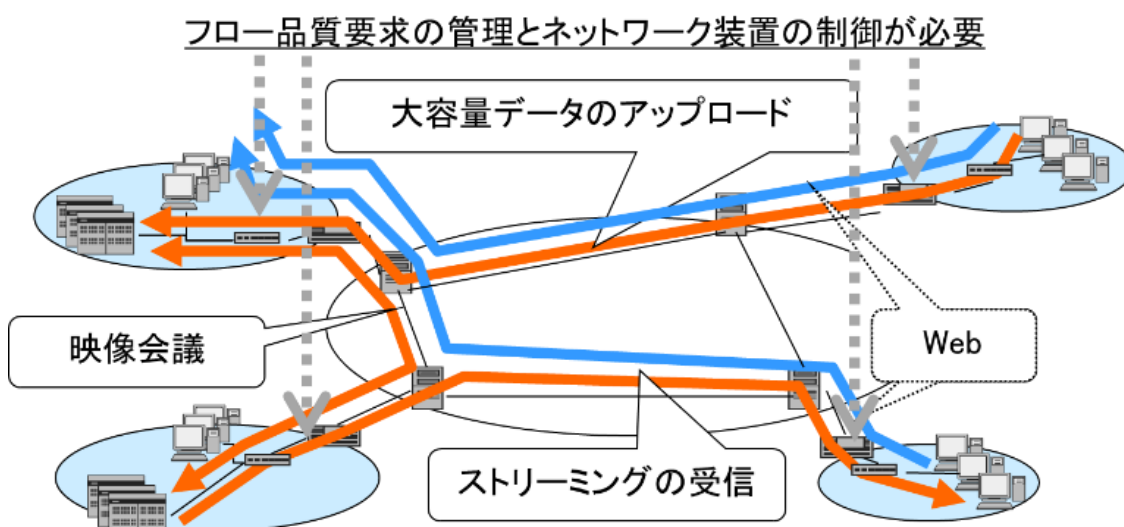 フロー品質要求の管理とネットワーク装置の制御が必要
大容量データのアップロード
映像会議
Web
ストリーミングの受信